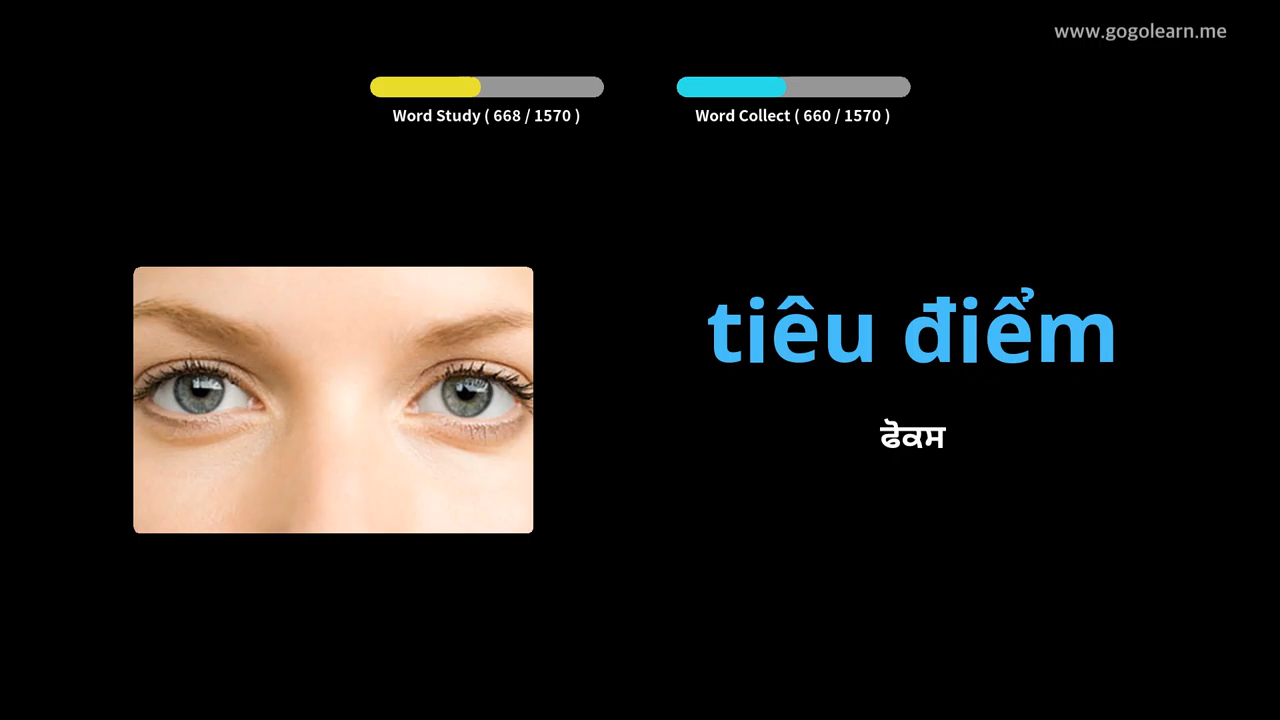 www.gogolearn.me
Word Study ( 668 / 1570 )
Word Collect ( 660 / 1570 )
tiêu điểm
ਫੋਕਸ